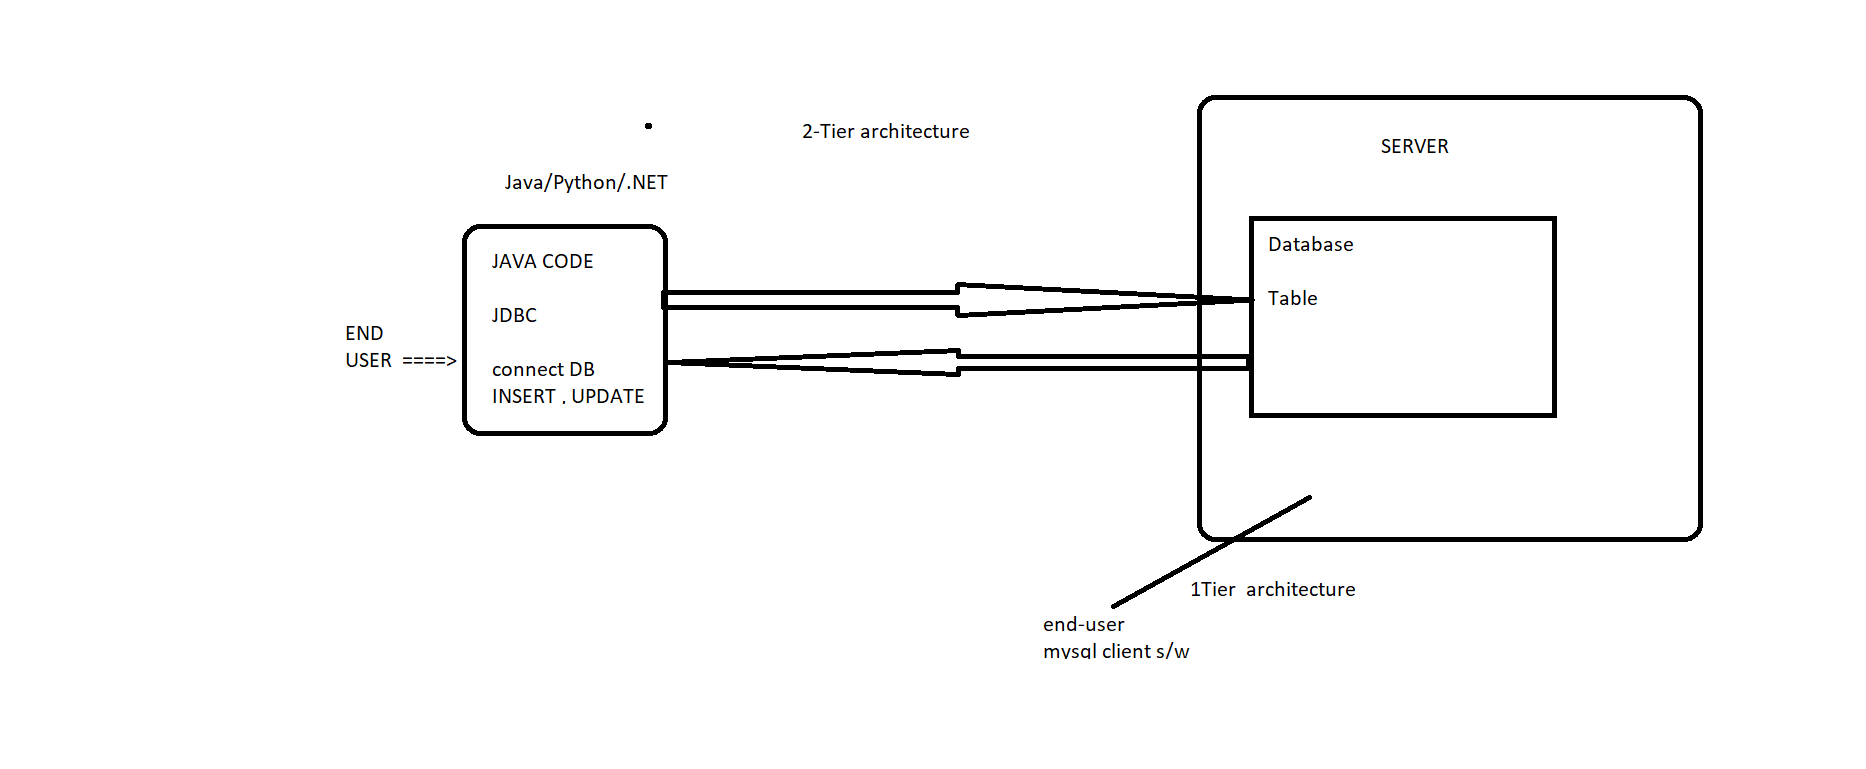 2-Tier architecture
SERVER
Java/Python/.NET
JAVA CODE
JDBC
connect DB
INSERT , UPDATE
END
USER ====>
Database
Table
1Tier  architecture
end-user
mysql client s/w